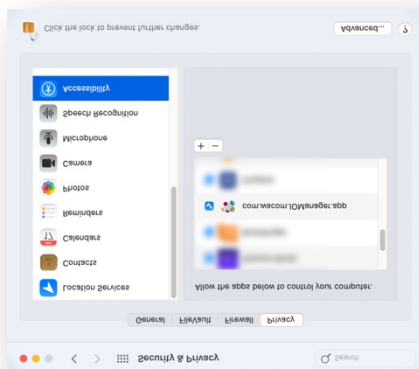 Security & Privacy
Search
General
FileVault
Firewall
Privacy
Location Services
Contacts
Calendars
Reminders
Photos
Camera
Microphone
Speech Recognition
Accessibility
Allow the apps below to control your computer.
com.wacom.IOManager.app
Click the lock to prevent further changes.
Advanced...
?